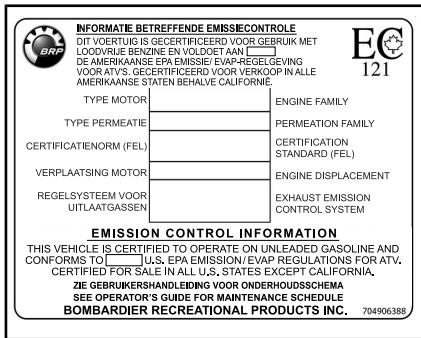 BRP
INFORMATIE BETREFFENDE EMISSIECONTROLE
DIT VOERTUIG IS GECERTIFICEERD VOOR GEBRUIK MET
LOODVRIJE BENZINE EN VOLDOET AAN
DE AMERIKAANSE EPA EMISSIE/ EVAP-REGELGEVING
VOOR ATV'S. GECERTIFICEERD VOOR VERKOOP IN ALLE
AMERIKAANSE STATEN BEHALVE CALIFORNIË.
EC
121
TYPE MOTOR ENGINE FAMILY
TYPE PERMEATIE PERMEATION FAMILY
CERTIFICATIENORM (FEL) CERTIFICATION
STANDARD (FEL)
VERPLAATSING MOTOR ENGINE DISPLACEMENT
REGELSYSTEEM VOOR EXHAUST EMISSION
UITLAATGASSEN CONTROL SYSTEM
EMISSION CONTROL INFORMATION
THIS VEHICLE IS CERTIFIED TO OPERATE ON UNLEADED GASOLINE AND
CONFORMS TO U.S. EPA EMISSION/ EVAP REGULATIONS FOR ATV.
CERTIFIED FOR SALE IN ALL U.S. STATES EXCEPT CALIFORNIA.
ZIE GEBRUIKERSHANDLEIDING VOOR ONDERHOUDSSCHEMA
SEE OPERATOR'S GUIDE FOR MAINTENANCE SCHEDULE
BOMBARDIER RECREATIONAL PRODUCTS INC. 704906388